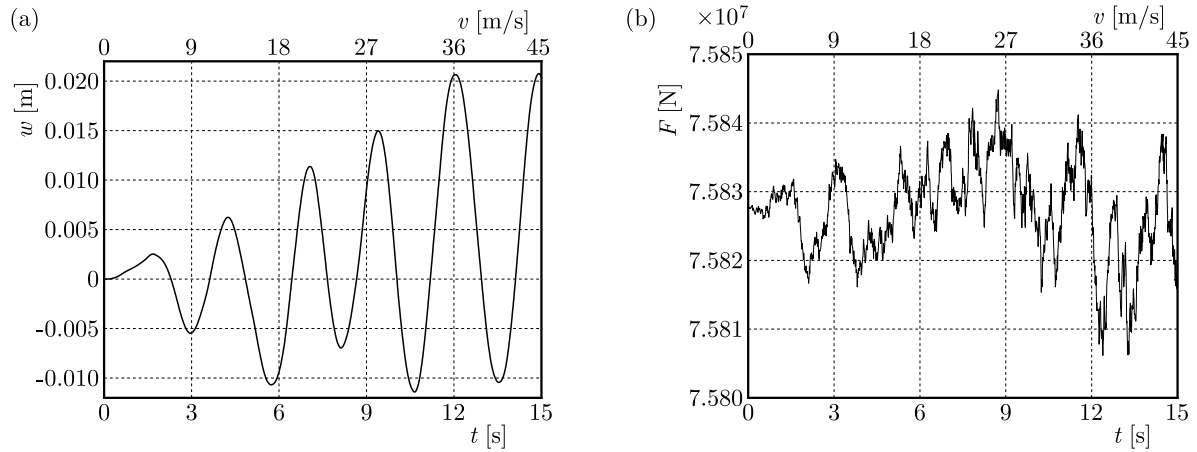 (a)
v [m/s]
0 9 18 27 36 45
w [m]
0.020
0.015
0.010
0.005
0
-0.005
-0.010
0 3 6 9 12 15
t [s]
(b)
×10⁷
v [m/s]
0 9 18 27 36 45
F [N]
7.585
7.584
7.583
7.582
7.581
7.580
0 3 6 9 12 15
t [s]